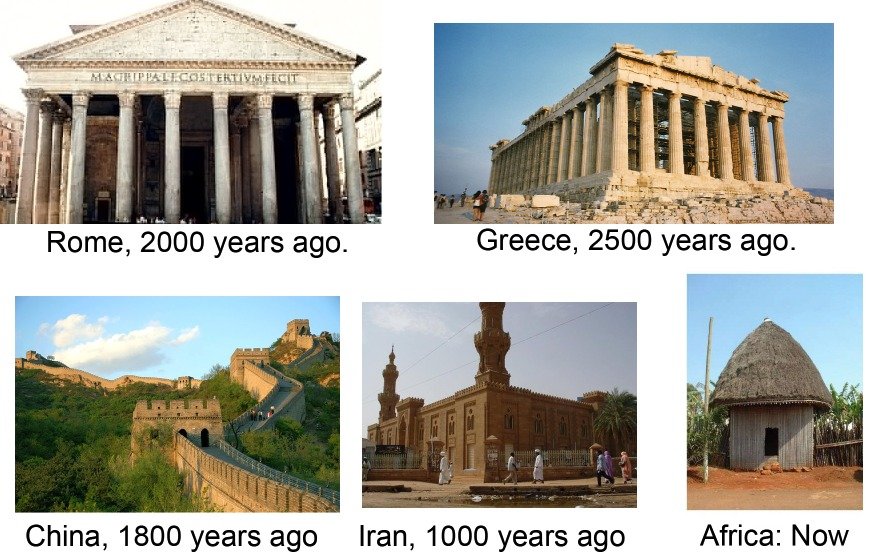 M·AGRIPPA·L·F·COS·TERTIVM·FECIT
Rome, 2000 years ago.
Greece, 2500 years ago.
China, 1800 years ago
Iran, 1000 years ago
Africa: Now